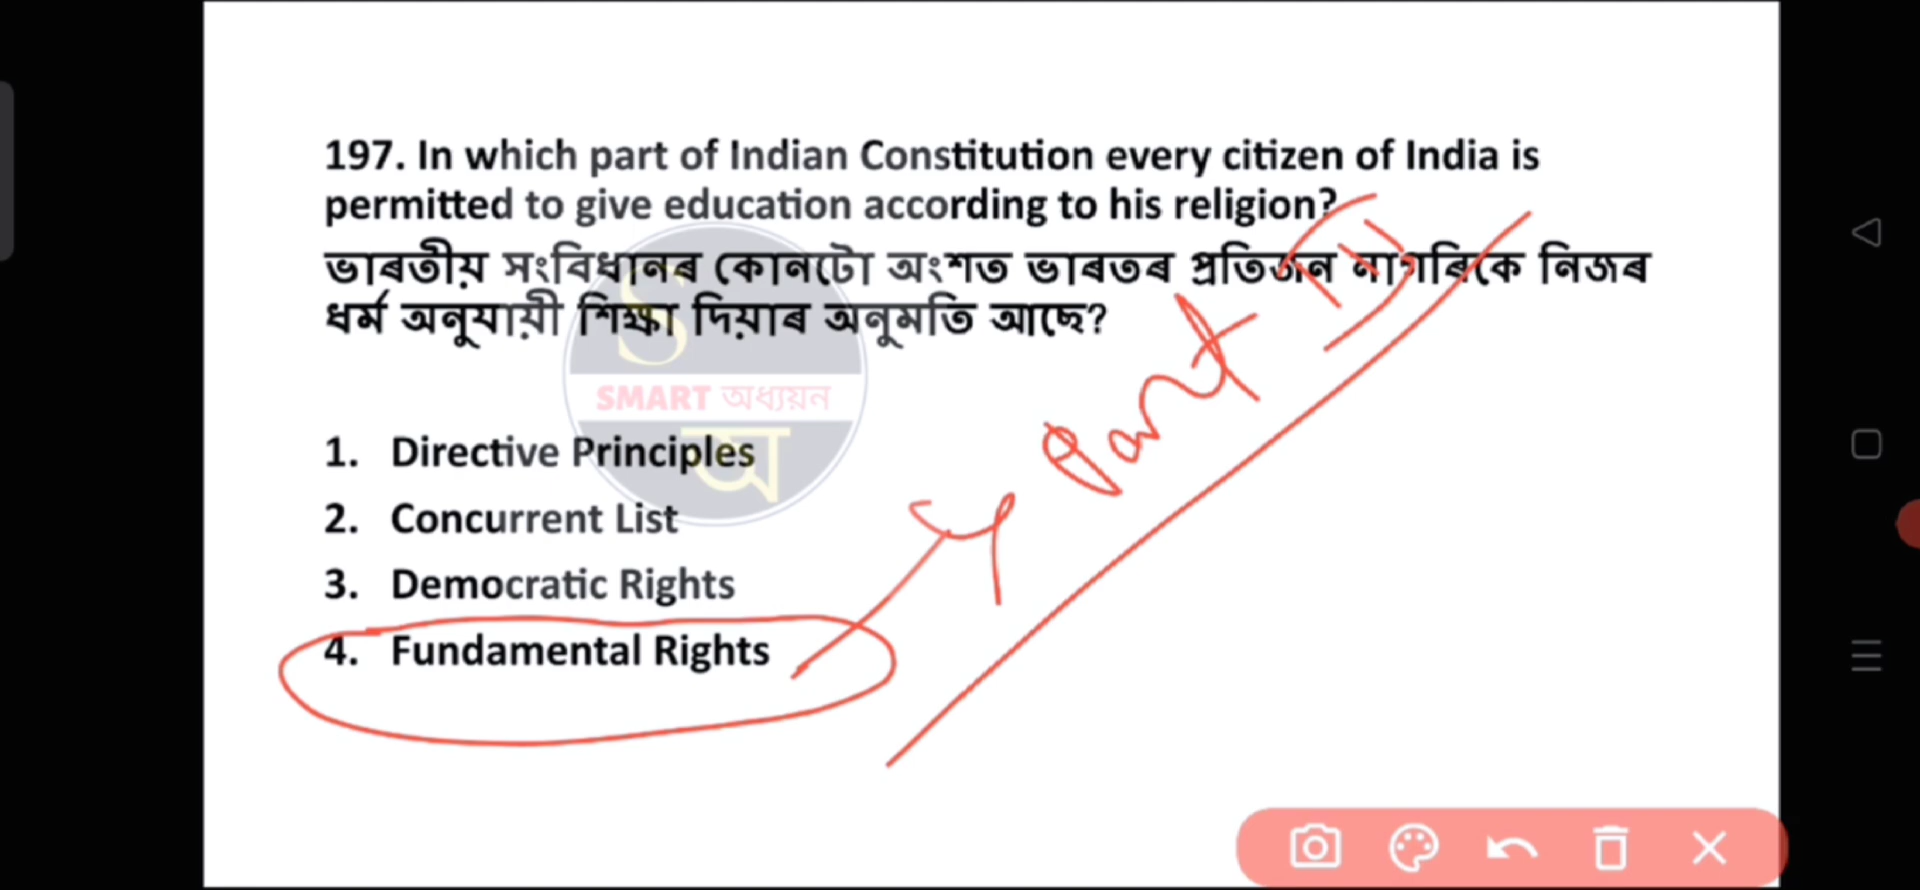 197. In which part of Indian Constitution every citizen of India is
permitted to give education according to his religion?
ভাৰতীয় সংবিধানৰ কোনটো অংশত ভাৰতৰ প্ৰতিজন নাগৰিকে নিজৰ
ধৰ্ম অনুযায়ী শিক্ষা দিয়াৰ অনুমতি আছে?
S
SMART অধ্যয়ন
অ
1. Directive Principles
2. Concurrent List
3. Democratic Rights
4. Fundamental Rights
Part III